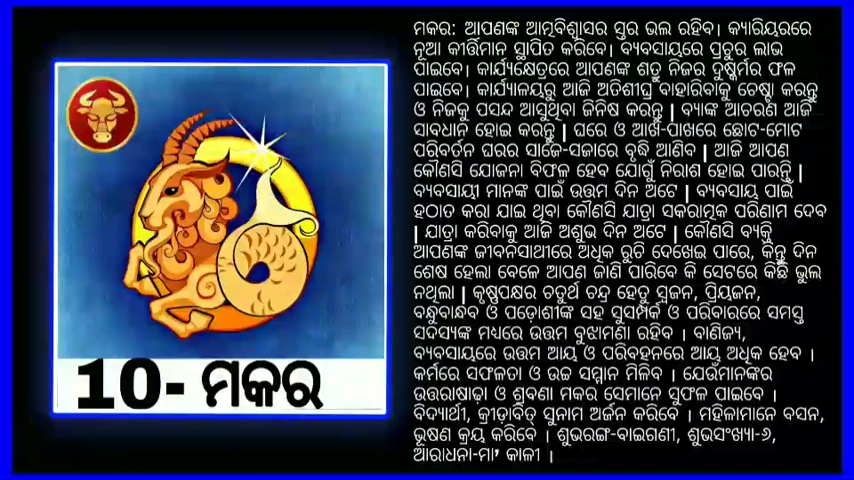 10- ମକର
ମକର: ଆପଣଙ୍କ ଆତ୍ମବିଶ୍ୱାସର ସ୍ତର ଭଲ ରହିବ। କ୍ୟାରିୟରରେ
ନୂଆ କୀର୍ତ୍ତିମାନ ସ୍ଥାପିତ କରିବେ। ବ୍ୟବସାୟରେ ପ୍ରଚୁର ଲାଭ
ପାଇବେ। କାର୍ଯ୍ୟକ୍ଷେତ୍ରରେ ଆପଣଙ୍କ ଶତ୍ରୁ ନିଜର ଦୁଷ୍କର୍ମର ଫଳ
ପାଇବେ। କାର୍ଯ୍ୟାଳୟରୁ ଆଜି ଅତିଶୀଘ୍ର ବାହାରିବାକୁ ଚେଷ୍ଟା କରନ୍ତୁ
ଓ ନିଜକୁ ପସନ୍ଦ ଆସୁଥିବା ଜିନିଷ କରନ୍ତୁ | ବ୍ୟାଙ୍କ ଆଚରଣ ଆଜି
ସାବଧାନ ହୋଇ କରନ୍ତୁ | ଘରେ ଓ ଆଖ-ପାଖରେ ଛୋଟ-ମୋଟ
ପରିବର୍ତନ ଘରର ସାଜେ-ସଜାରେ ବୃଦ୍ଧି ଆଣିବ | ଆଜି ଆପଣ
କୌଣସି ଯୋଜନା ବିଫଳ ହେବ ଯୋଗୁଁ ନିରାଶ ହୋଇ ପାରନ୍ତି |
ବ୍ୟବସାୟୀ ମାନଙ୍କ ପାଇଁ ଉତ୍ତମ ଦିନ ଅଟେ | ବ୍ୟବସାୟ ପାଇଁ
ହଠାତ କରା ଯାଇ ଥିବା କୌଣସି ଯାତ୍ରା ସକରାତ୍ମକ ପରିଣାମ ଦେବ
| ଯାତ୍ରା କରିବାକୁ ଆଜି ଅଶୁଭ ଦିନ ଅଟେ | କୌଣସି ବ୍ୟକ୍ତି
ଆପଣଙ୍କ ଜୀବନସାଥୀରେ ଅଧିକ ରୁଚି ଦେଖେଇ ପାରେ, କିନ୍ତୁ ଦିନ
ଶେଷ ହେଲା ବେଳେ ଆପଣ ଜାଣି ପାରିବେ କି ସେଟରେ କିଛି ଭୁଲ
ନଥିଲା | କୃଷ୍ଣପକ୍ଷର ଚତୁର୍ଥ ଚନ୍ଦ୍ର ହେତୁ ସ୍ୱଜନ, ପ୍ରିୟଜନ,
ବନ୍ଧୁବାନ୍ଧବ ଓ ପଡ଼ୋଶୀଙ୍କ ସହ ସୁସମ୍ପର୍କ ଓ ପରିବାରରେ ସମସ୍ତ
ସଦସ୍ୟଙ୍କ ମଧ୍ୟରେ ଉତ୍ତମ ବୁଝାମଣା ରହିବ । ବାଣିଜ୍ୟ,
ବ୍ୟବସାୟରେ ଉତ୍ତମ ଆୟ ଓ ପରିବହନରେ ଆୟ ଅଧିକ ହେବ ।
କର୍ମରେ ସଫଳତା ଓ ଉଚ୍ଚ ସମ୍ମାନ ମିଳିବ । ଯେଉଁମାନଙ୍କର
ଉତ୍ତରାଷାଢ଼ା ଓ ଶ୍ରବଣା ମକର ସେମାନେ ସୁଫଳ ପାଇବେ ।
ବିଦ୍ୟାର୍ଥୀ, କ୍ରୀଡ଼ାବିତ୍ ସୁନାମ ଅର୍ଜନ କରିବେ । ମହିଳାମାନେ ବସନ,
ଭୂଷଣ କ୍ରୟ କରିବେ । ଶୁଭରଙ୍ଗ-ବାଇଗଣୀ, ଶୁଭସଂଖ୍ୟା-୬,
ଆରାଧନା-ମା' କାଳୀ ।